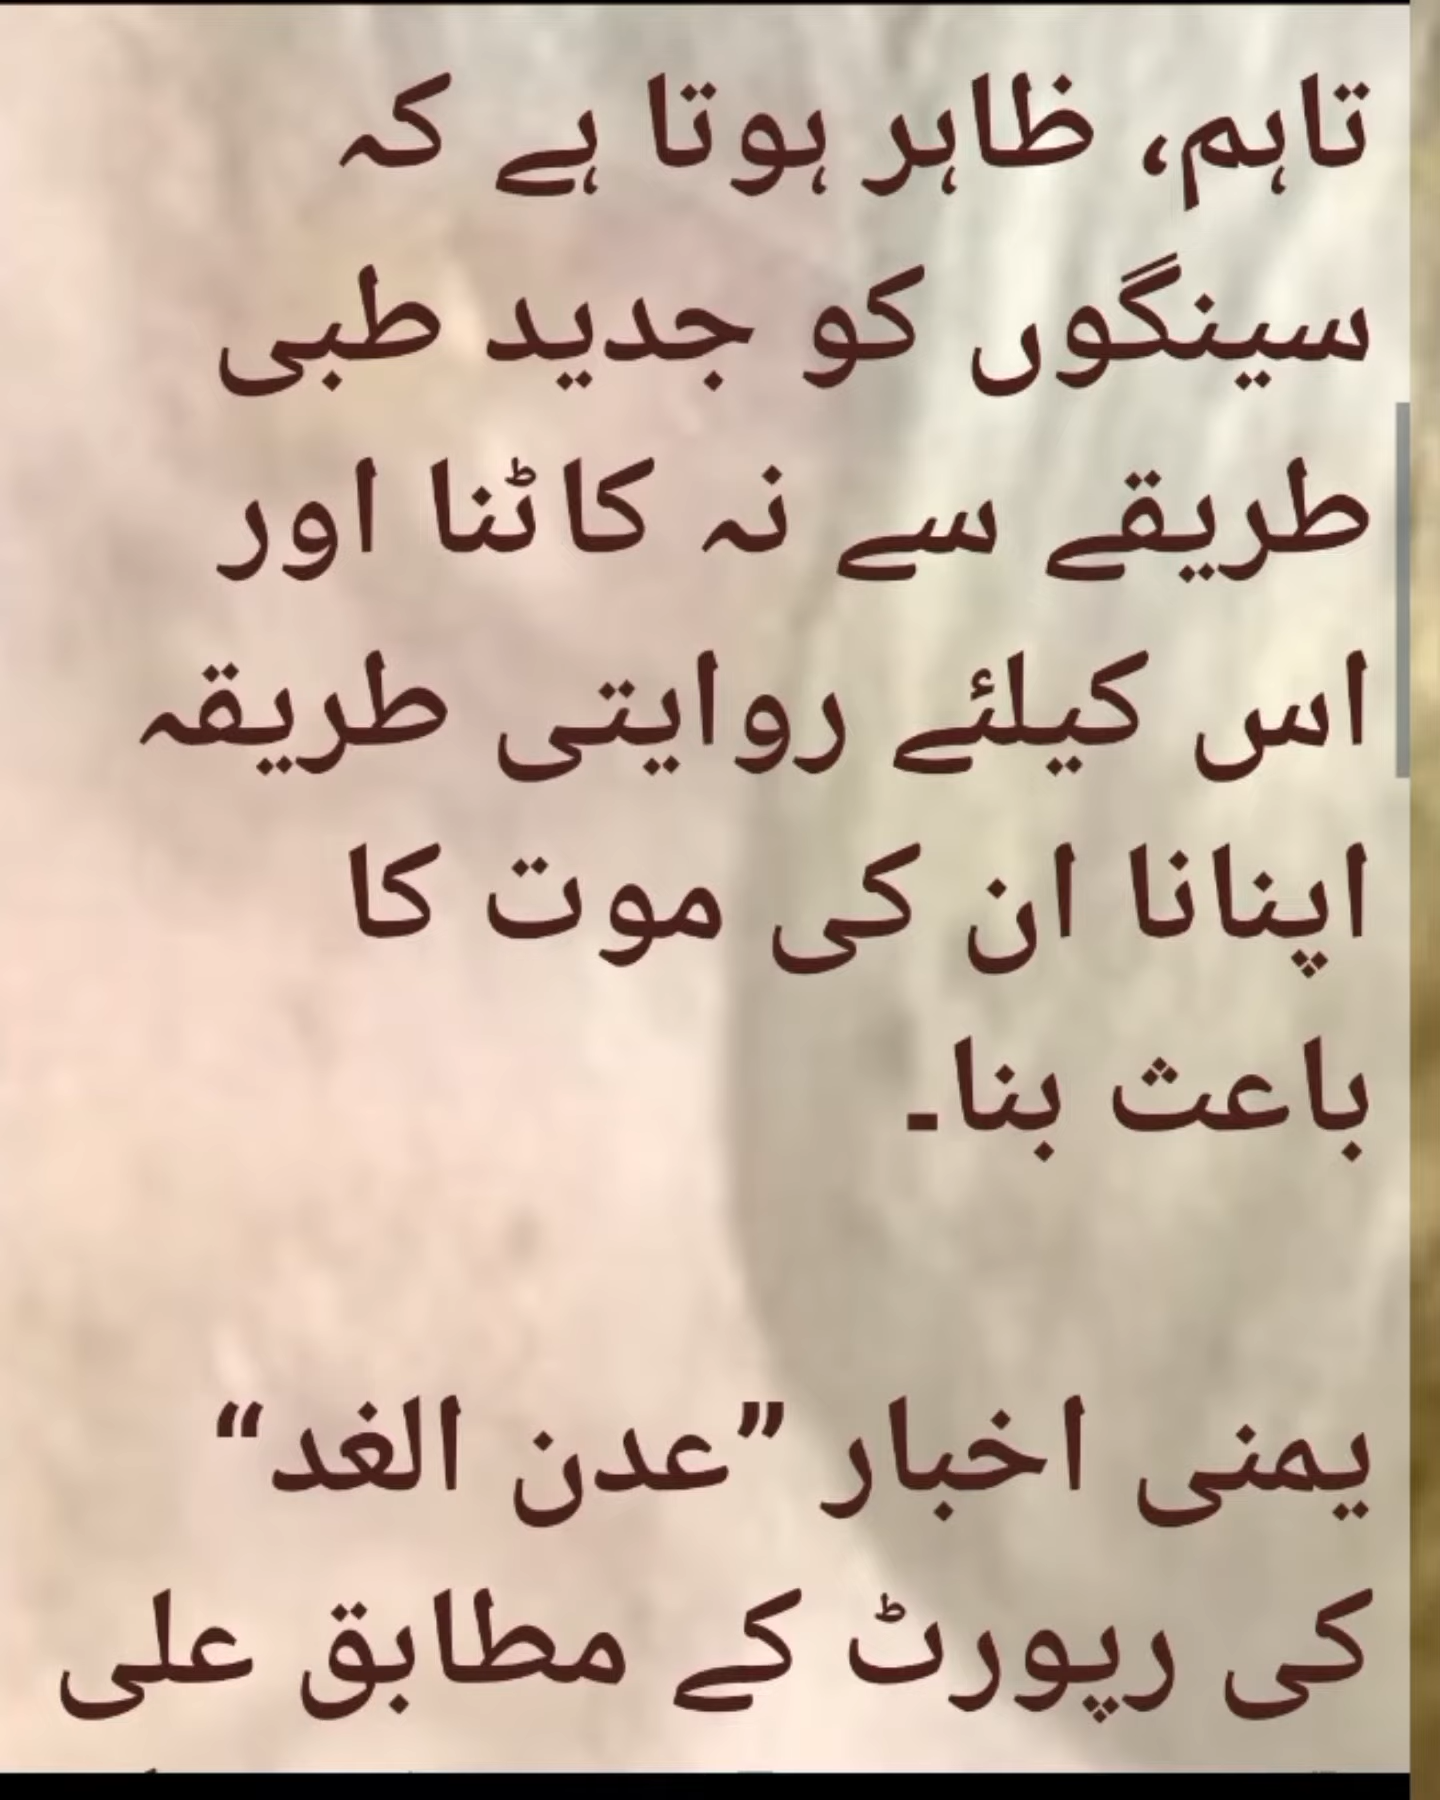 تاہم، ظاہر ہوتا ہے کہ
سینگوں کو جدید طبی
طریقے سے نہ کاٹنا اور
اس کیلئے روایتی طریقہ
اپنانا ان کی موت کا
باعث بنا۔
یمنی اخبار ”عدن الغد“
کی رپورٹ کے مطابق علی